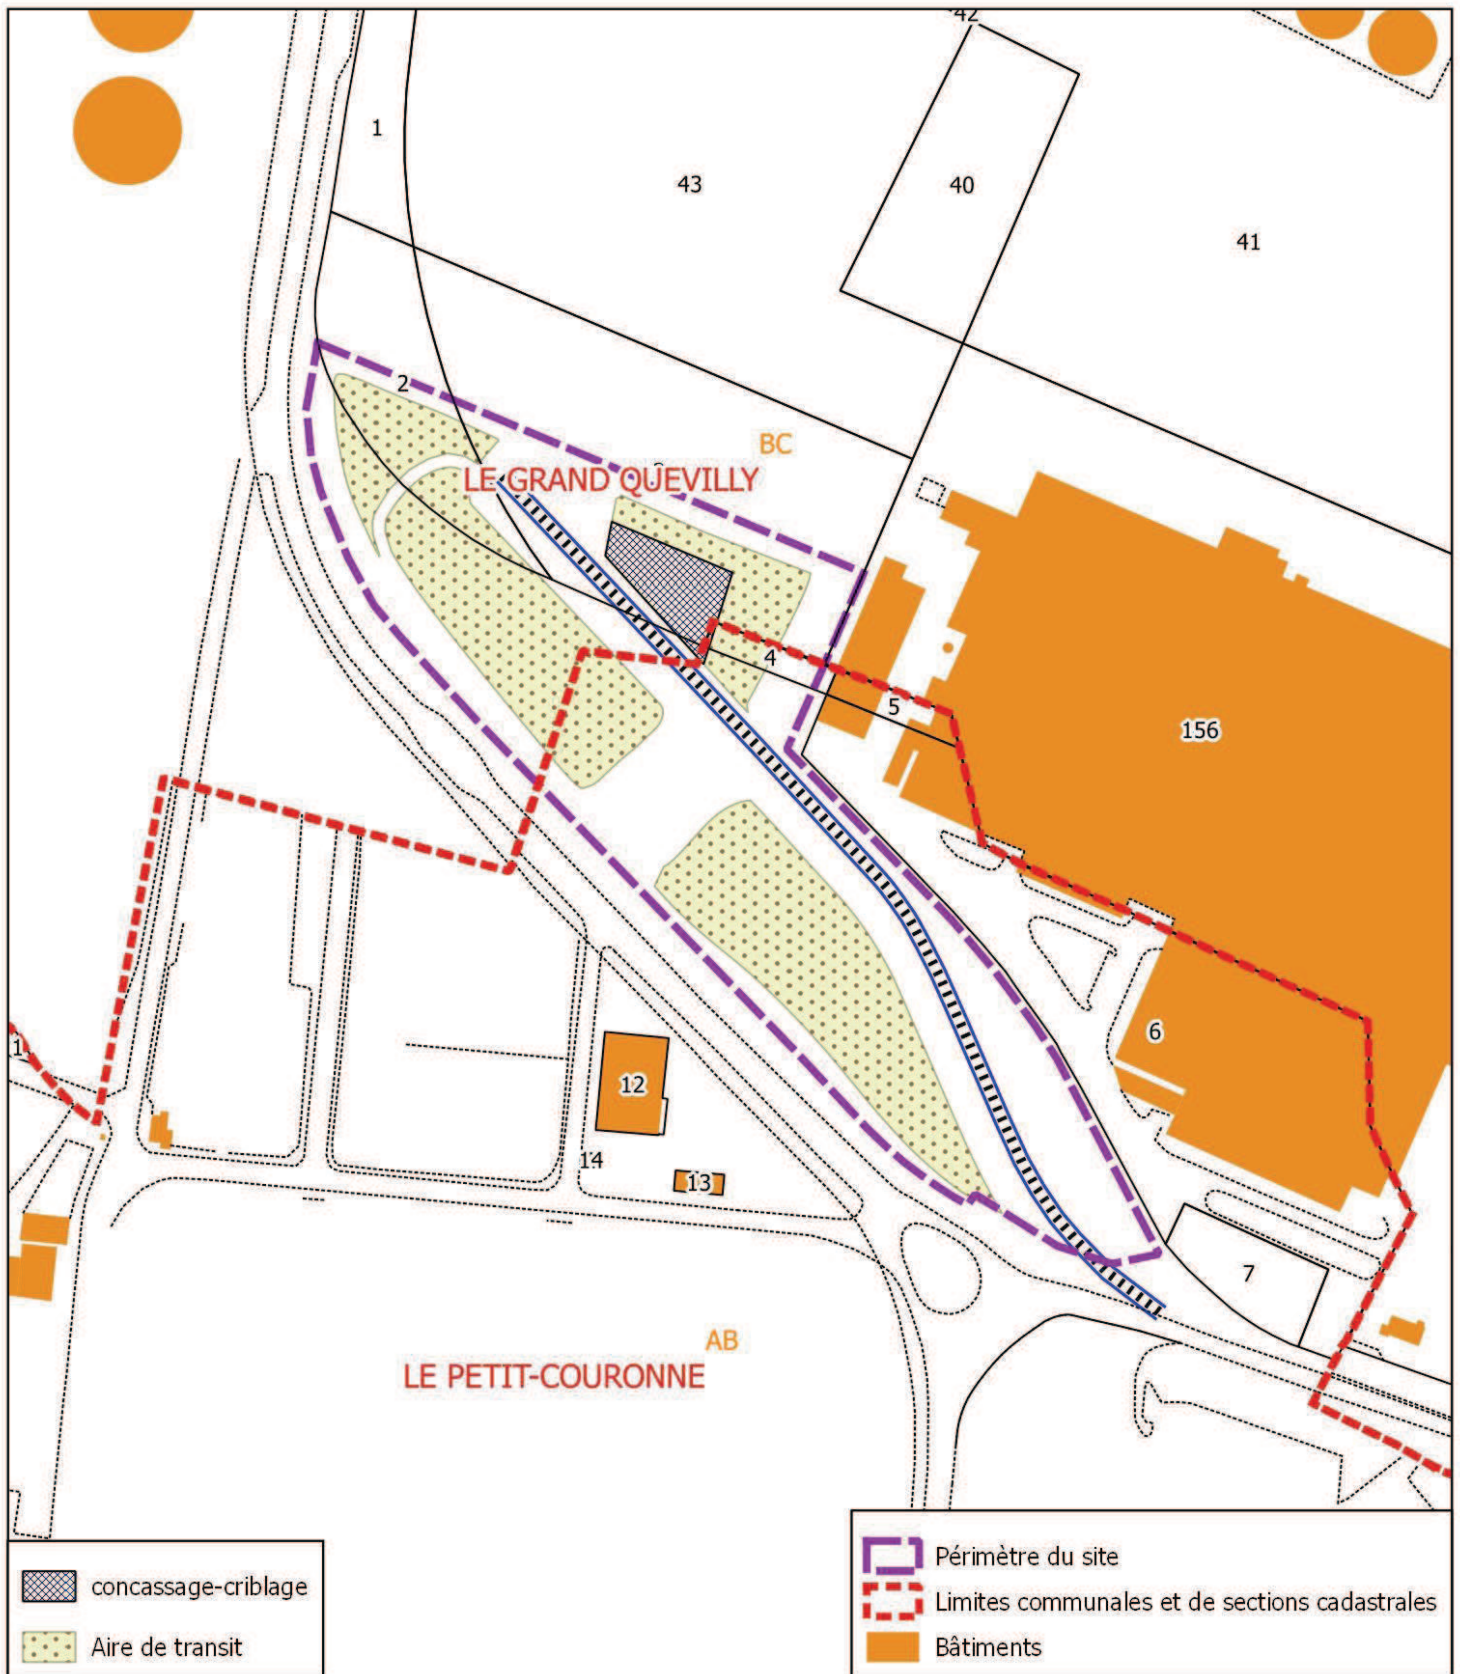 42
1
43
40
41
2
BC
LE GRAND QUEVILLY
4
5
156
1
6
12
14
13
7
AB
LE PETIT-COURONNE
Périmètre du site
concassage-criblage
Limites communales et de sections cadastrales
Aire de transit
Bâtiments